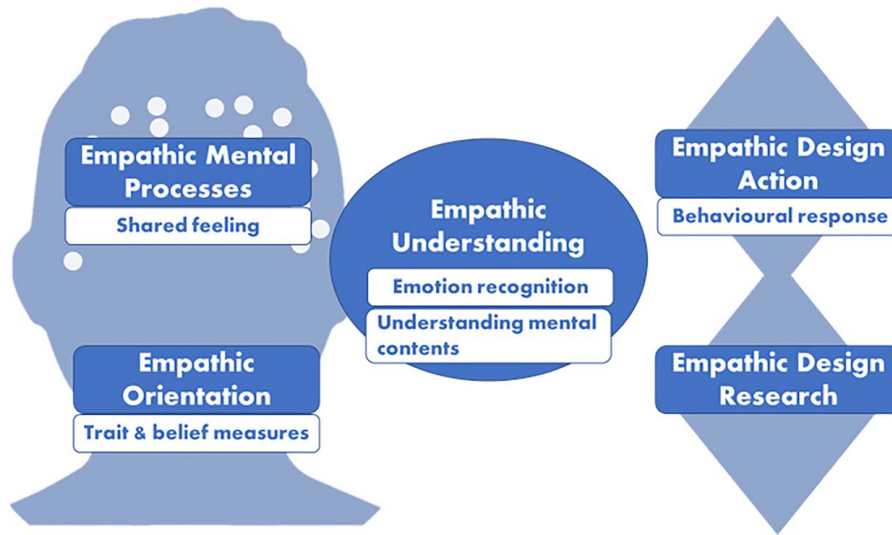 Empathic Mental
Processes
Shared feeling
Empathic
Orientation
Trait & belief measures
Empathic
Understanding
Emotion recognition
Understanding mental
contents
Empathic Design
Action
Behavioural response
Empathic Design
Research